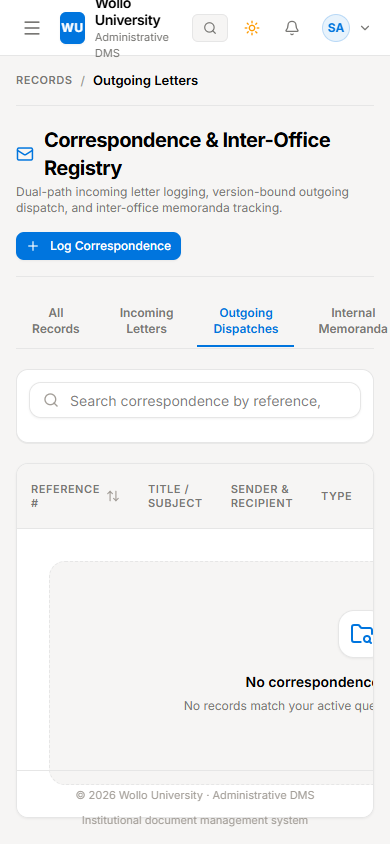 Wollo
University
WU
Administrative
DMS
SA
RECORDS / Outgoing Letters
Correspondence & Inter-Office
Registry
Dual-path incoming letter logging, version-bound outgoing
dispatch, and inter-office memoranda tracking.
+ Log Correspondence
All
Records
Incoming
Letters
Outgoing
Dispatches
Internal
Memoranda
Search correspondence by reference,
REFERENCE
#
TITLE /
SUBJECT
SENDER &
RECIPIENT
TYPE
No correspondence
No records match your active que
© 2026 Wollo University · Administrative DMS
Institutional document management system